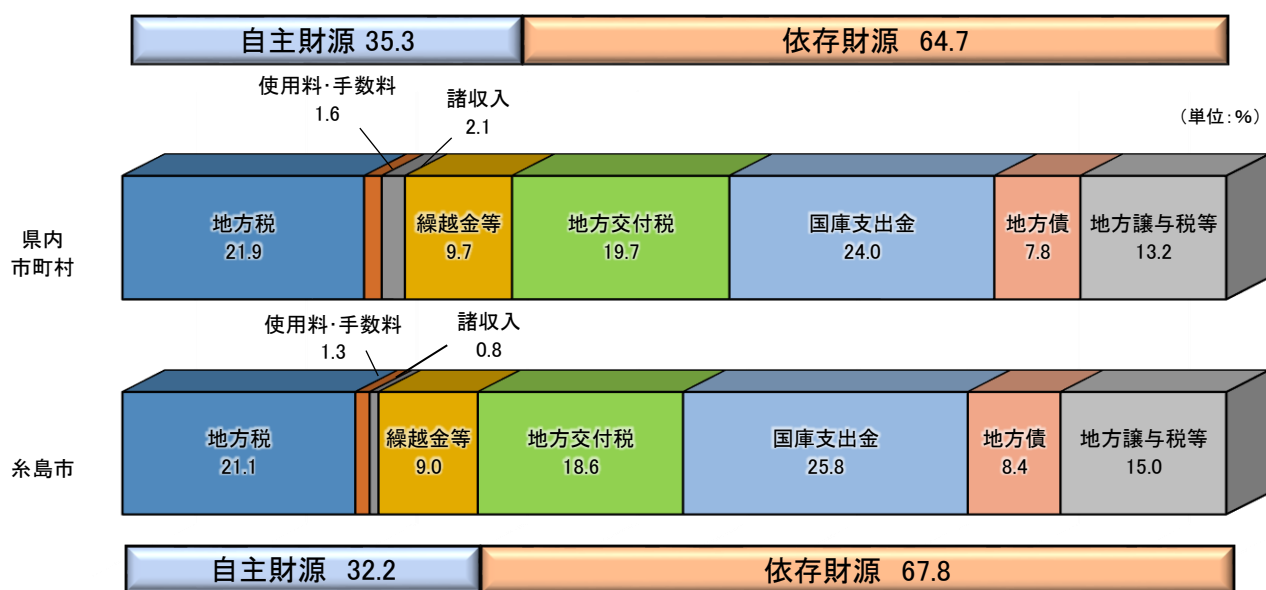 自主財源 35.3
依存財源 64.7
使用料・手数料
1.6
諸収入
2.1
（単位：%）
県内
市町村
地方税
21.9
繰越金等
9.7
地方交付税
19.7
国庫支出金
24.0
地方債
7.8
地方譲与税等
13.2
使用料・手数料
1.3
諸収入
0.8
糸島市
地方税
21.1
繰越金等
9.0
地方交付税
18.6
国庫支出金
25.8
地方債
8.4
地方譲与税等
15.0
自主財源 32.2
依存財源 67.8